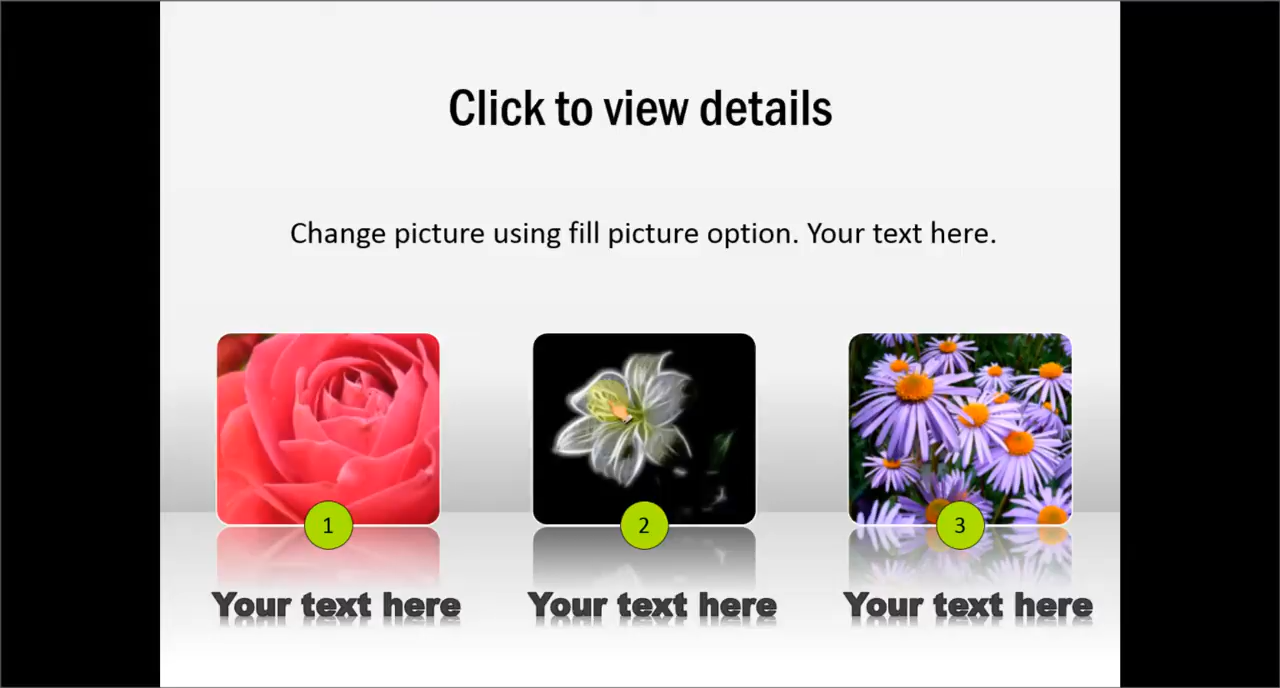 Click to view details
Change picture using fill picture option. Your text here.
1
2
3
Your text here
Your text here
Your text here